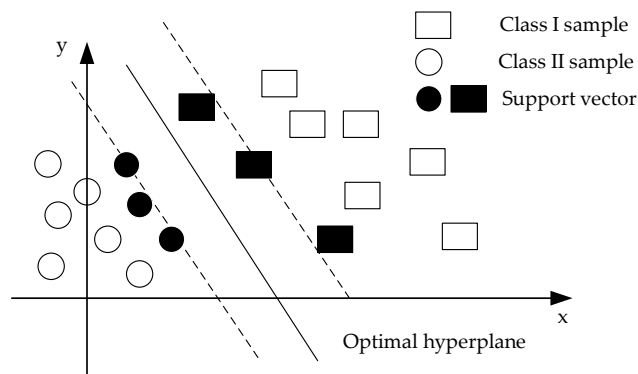 y
Class I sample
Class II sample
Support vector
x
Optimal hyperplane